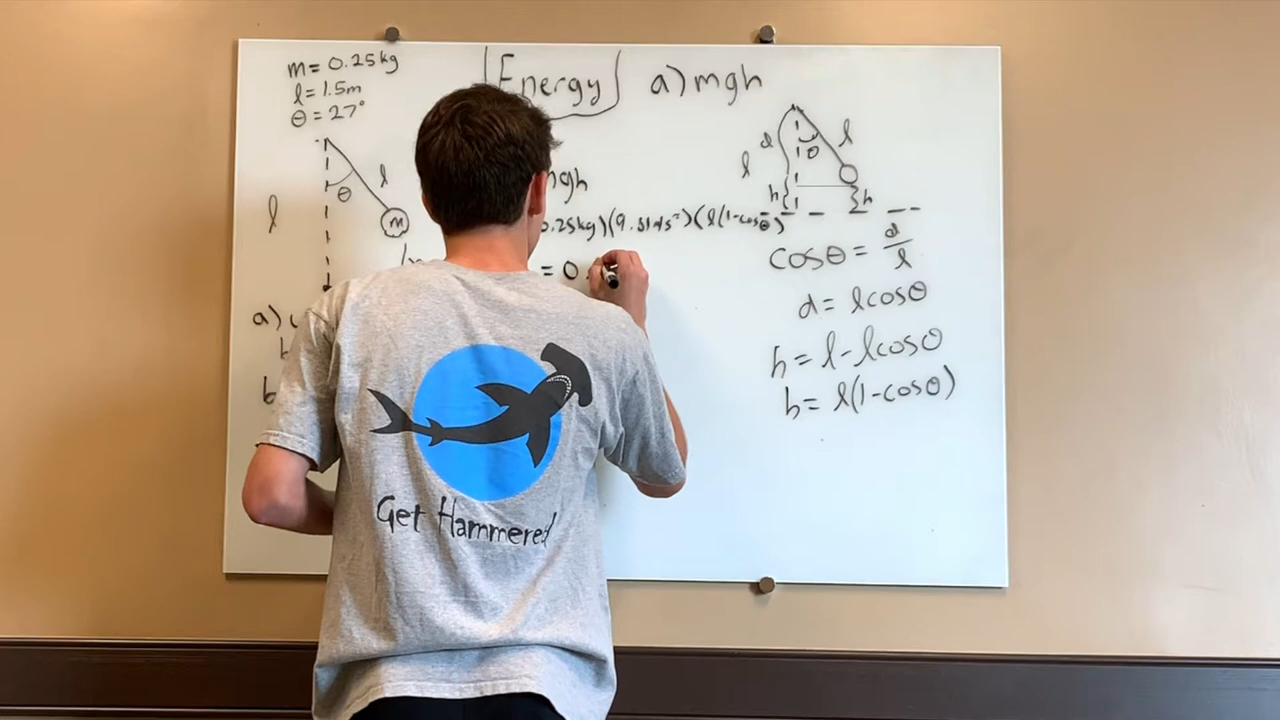 m = 0.25kg
l = 1.5m
θ = 27°
Energy
a) mgh
θ
l
m
l
a)
b
mgh
0.25kg)(9.81m/s²)(l(1-cosθ)
= 0.
d
l
θ
l
h
h
cosθ = d/l
d = lcosθ
h = l - lcosθ
h = l(1-cosθ)
Get Hammered